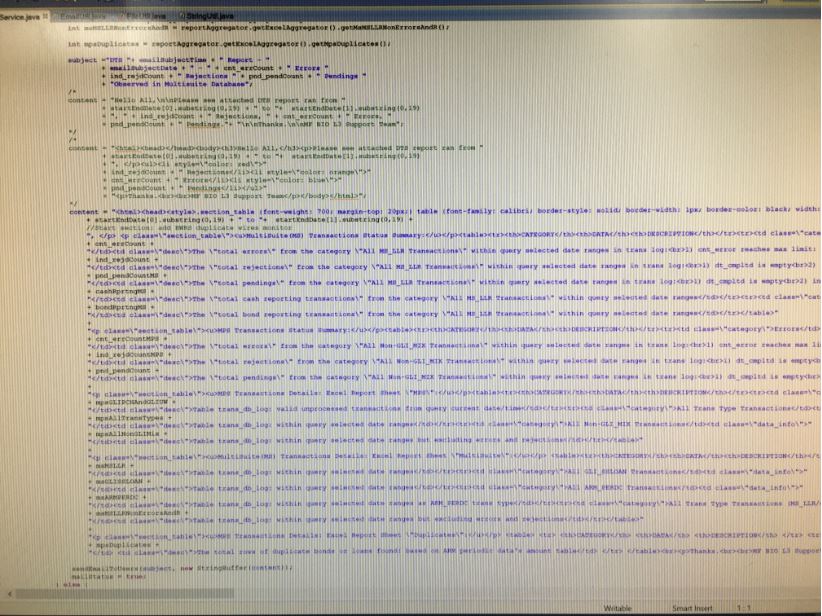 Service.java EmailUtil.java FileUtil.java StringUtil.java
int msMSLLRNonErrorsAndR = reportAggregator.getExcelAggregator().getMsMSLLRNonErrorsAndR();
int mpsDuplicates = reportAggregator.getExcelAggregator().getMpsDuplicates();
subject ="DTS "+ emailSubjectTime + " Report - "
+ emailSubjectDate + " - " + cnt_errCount + " Errors "
+ ind_rejdCount + " Rejections " + pnd_pendCount + " Pendings "
+ "Observed in Multisuite Database";
/*
content = "Hello All,\n\nPlease see attached DTS report ran from "
+ startEndDate[0].substring(0,19) + " to "+ startEndDate[1].substring(0,19)
+ ", " + ind_rejdCount + " Rejections, " + cnt_errCount + " Errors, "
+ pnd_pendCount + " Pendings."+ "\n\nThanks.\n\nMF BIO L3 Support Team";
*/
/*
content = "<html><head></head><body><h3>Hello All,</h3><p>Please see attached DTS report ran from "
+ startEndDate[0].substring(0,19) + " to "+ startEndDate[1].substring(0,19)
+ ", </p><ul><li style=\"color: red\">"
+ ind_rejdCount + " Rejections</li><li style=\"color: orange\">"
+ cnt_errCount + " Errors</li><li style=\"color: blue\">"
+ pnd_pendCount + " Pendings</li></ul>"
+ "<p>Thanks.<br><br>MF BIO L3 Support Team</p></body></html>";
*/
content = "<html><head><style>.section_table {font-weight: 700; margin-top: 20px;} table {font-family: calibri; border-style: solid; border-width: 1px; border-color: black; width:
+ startEndDate[0].substring(0,19) + " to "+ startEndDate[1].substring(0,19) +
//Start section: add BWRS duplicate wires monitor
", </p> <p class=\"section_table\"><u>MultiSuite(MS) Transactions Status Summary:</u></p><table><tr><th>CATEGORY</th><th>DATA</th><th>DESCRIPTION</th></tr><tr><td class=\"cate
+ cnt_errCount +
"</td><td class=\"desc\">The \"total errors\" from the category \"All MS_LLR Transactions\" within query selected date ranges in trans log:<br>1) cnt_error reaches max limit:
+ ind_rejdCount +
"</td><td class=\"desc\">The \"total rejections\" from the category \"All MS_LLR Transactions\" within query selected date ranges in trans log:<br>1) dt_cmpltd is empty<br>2)
+ pnd_pendCountMS +
"</td><td class=\"desc\">The \"total pendings\" from the category \"All MS_LLR Transactions\" within query selected date ranges in trans log:<br>1) dt_cmpltd is empty<br>2) in
+ cashRprtngMS +
"</td><td class=\"desc\">The \"total cash reporting transactions\" from the category \"All MS_LLR Transactions\" within query selected date ranges</td></tr><tr><td class=\"cat
+ bondRprtngMS +
"</td><td class=\"desc\">The \"total bond reporting transactions\" from the category \"All MS_LLR Transactions\" within query selected date ranges</td></tr></table>"
+
"<p class=\"section_table\"><u>MPS Transactions Status Summary:</u></p><table><tr><th>CATEGORY</th><th>DATA</th><th>DESCRIPTION</th></tr><tr><td class=\"category\">Errors</td>
+ cnt_errCountMPS +
"</td><td class=\"desc\">The \"total errors\" from the category \"All Non-GLI_MIX Transactions\" within query selected date ranges in trans log:<br>1) cnt_error reaches max li
+ ind_rejdCountMPS +
"</td><td class=\"desc\">The \"total rejections\" from the category \"All Non-GLI_MIX Transactions\" within query selected date ranges in trans log:<br>1) dt_cmpltd is empty<b
+ pnd_pendCount +
"</td><td class=\"desc\">The \"total pendings\" from the category \"All Non-GLI_MIX Transactions\" within query selected date ranges in trans log:<br>1) dt_cmpltd is empty<br>
+
"<p class=\"section_table\"><u>MPS Transactions Details: Excel Report Sheet \"MPS\":</u></p><table><tr><th>CATEGORY</th><th>DATA</th><th>DESCRIPTION</th></tr><tr><td class=\"c
+ mpsGLIPCHAndGLIUW +
"</td><td class=\"desc\">Table trans_db_log: valid unprocessed transactions from query current date/time</td></tr><tr><td class=\"category\">All Trans Type Transactions</td><t
+ mpsAllTransTypes +
"</td><td class=\"desc\">Table trans_db_log: within query selected date ranges</td></tr><tr><td class=\"category\">All Non-GLI_MIX Transactions</td><td class=\"data_info\">"
+ mpsAllNonGLIMix +
"</td><td class=\"desc\">Table trans_db_log: within query selected date ranges but excluding errors and rejections</td></tr></table>"
+
"<p class=\"section_table\"><u>MultiSuite(MS) Transactions Details: Excel Report Sheet \"MultiSuite\":</u></p> <table><tr><th>CATEGORY</th><th>DATA</th><th>DESCRIPTION</th></t
+ msMSLLR +
"</td><td class=\"desc\">Table trans_db_log: within query selected date ranges</td></tr><tr><td class=\"category\">All GLI_SSLOAN Transactions</td><td class=\"data_info\">"
+ msGLISSLOAN +
"</td><td class=\"desc\">Table trans_db_log: within query selected date ranges</td></tr><tr><td class=\"category\">All ARM_PERDC Transactions</td><td class=\"data_info\">"
+ msARMPERDC +
"</td><td class=\"desc\">Table trans_db_log: within query selected date ranges as ARM_PERDC trans type</td></tr><tr><td class=\"category\">All Trans Type Transactions (MS_LLR/
+ msMSLLRNonErrorsAndR +
"</td><td class=\"desc\">Table trans_db_log: within query selected date ranges but excluding errors and rejections</td></tr></table>"
+
"<p class=\"section_table\"><u>MPS Transactions Details: Excel Report Sheet \"Duplicates\":</u></p> <table> <tr> <th>CATEGORY</th> <th>DATA</th> <th>DESCRIPTION</th> </tr> <tr
+ mpsDuplicates +
"</td> <td class=\"desc\">The total rows of duplicate bonds or loans found: based on ARM periodic data's amount table</td> </tr> </table><br><p>Thanks.<br><br>MF BIO L3 Suppor
sendEmailToUsers(subject, new StringBuffer(content));
mailStatus = true;
} else {
Writable Smart Insert 1 : 1